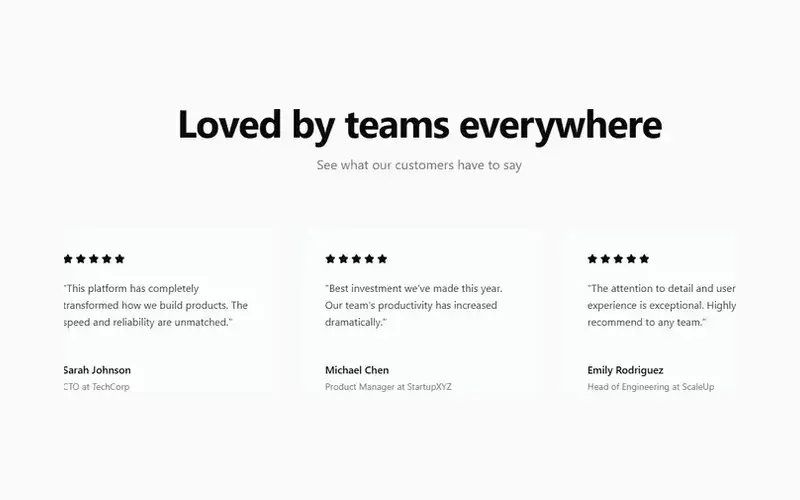 Loved by teams everywhere
See what our customers have to say
"This platform has completely
transformed how we build products. The
speed and reliability are unmatched."
Sarah Johnson
CTO at TechCorp
"Best investment we've made this year.
Our team's productivity has increased
dramatically."
Michael Chen
Product Manager at StartupXYZ
"The attention to detail and user
experience is exceptional. Highly
recommend to any team."
Emily Rodriguez
Head of Engineering at ScaleUp